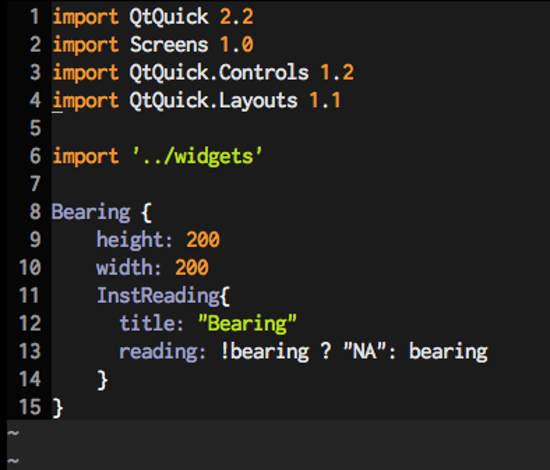 1 import QtQuick 2.2
2 import Screens 1.0
3 import QtQuick.Controls 1.2
4 import QtQuick.Layouts 1.1
5
6 import '../widgets'
7
8 Bearing {
9     height: 200
10     width: 200
11     InstReading{
12       title: "Bearing"
13       reading: !bearing ? "NA": bearing
14     }
15 }
~
~